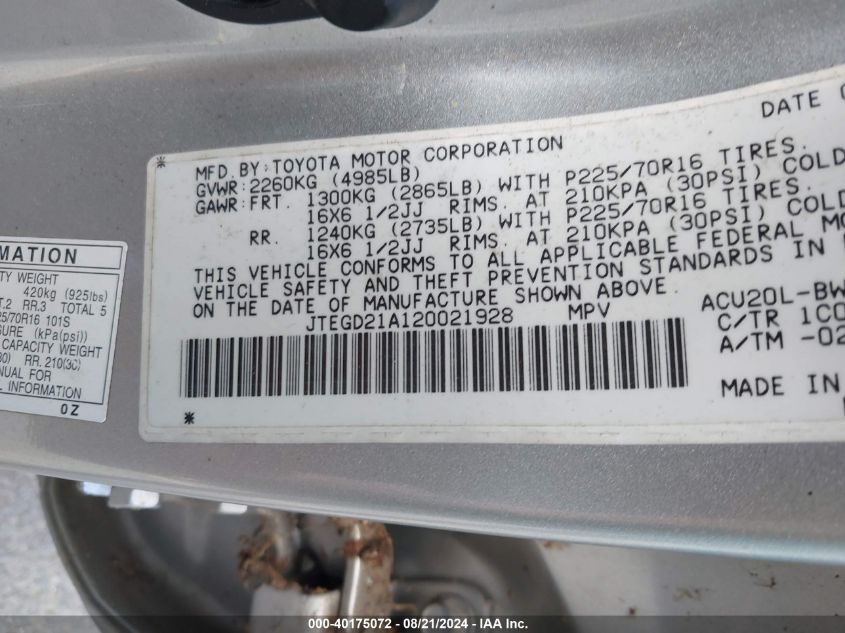 DATE
MFD.BY:TOYOTA MOTOR CORPORATION
GVWR:2260KG (4985LB)
GAWR:FRT. 1300KG (2865LB) WITH P225/70R16 TIRES.
16X6 1/2JJ RIMS. AT 210KPA (30PSI) COLD
RR. 1240KG (2735LB) WITH P225/70R16 TIRES.
16X6 1/2JJ RIMS. AT 210KPA (30PSI) COLD
THIS VEHICLE CONFORMS TO ALL APPLICABLE FEDERAL
VEHICLE SAFETY AND THEFT PREVENTION STANDARDS IN
ON THE DATE OF MANUFACTURE SHOWN ABOVE.
JTEGD21A120021928 MPV
ACU20L-BW
C/TR 1C0
A/TM -02
MADE IN
RMATION
TY WEIGHT
420kg (925lbs)
T.2 RR.3 TOTAL 5
25/70R16 101S
SURE (kPa(psi))
CAPACITY WEIGHT
RR. 210(30)
ANUAL FOR
L INFORMATION
0Z
000-40175072 / 08/21/2024 - IAA Inc.